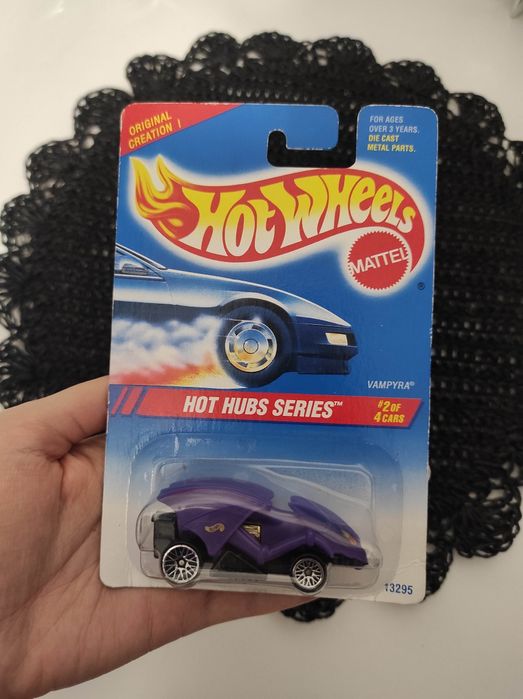 ORIGINAL
CREATION !
FOR AGES
OVER 3 YEARS.
DIE CAST
METAL PARTS.
HOT WHEELS
MATTEL
®
VAMPYRA®
HOT HUBS SERIES™
#2 OF
4 CARS
13295